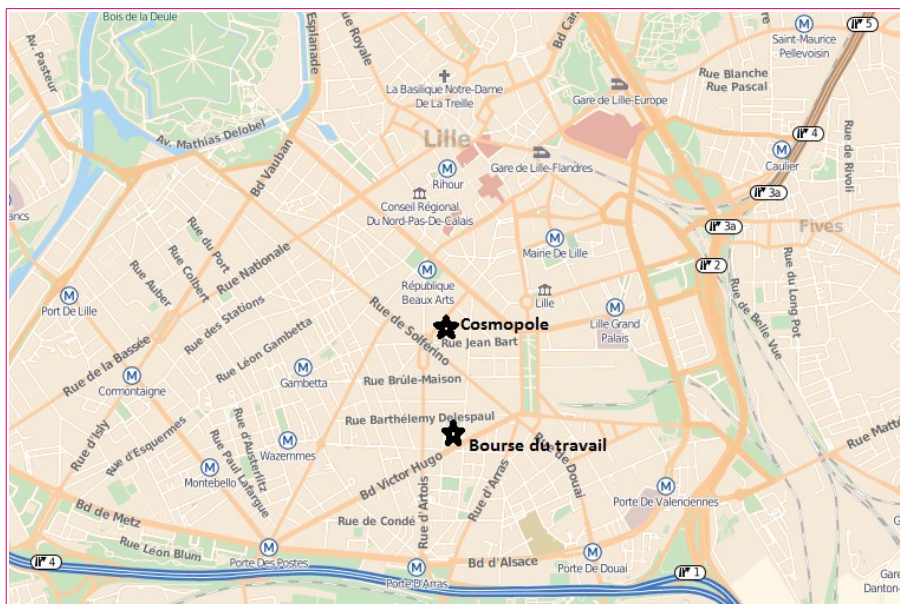 Bois de la Deule
Av. Pasteur
Esplanade
Rue Royale
Bd Car
M
Saint-Maurice
Pellevoisin
5
La Basilique Notre-Dame
De La Treille
Gare de Lille-Europe
Rue Blanche
Rue Pascal
Av. Mathias Delobel
Lille
4
Rue de Rivoli
Bd Vauban
M
Rihour
Gare de Lille-Flandres
M
Caulier
3a
ancs
Conseil Régional
Du Nord-Pas-De-Calais
Rue du Port
Rue Colbert
Rue Auber
Rue Nationale
M
Mairie De Lille
3a
Fives
2
M
République
Beaux Arts
Lille
M
Port De Lille
Rue des Stations
Rue de Solférino
Cosmopole
M
Lille Grand
Palais
Rue de Belle Vue
Rue du Long Pot
Rue de la Bassée
Rue Léon Gambetta
Rue Jean Bart
M
Cormontaigne
M
Gambetta
Rue Brûle-Maison
Rue d'Isly
Rue d'Esquermes
Rue d'Austerlitz
Rue Paul Lafargue
M
Wazemmes
Rue Barthélemy Delespaul
Bourse du travail
Rue de Douai
Rue Matté
M
Montebello
Bd Victor Hugo
Rue d'Artois
Rue d'Arras
M
Porte De Valenciennes
Bd de Metz
Rue de Condé
Rue Léon Blum
M
Porte Des Postes
Bd d'Alsace
M
Porte De Douai
4
M
Porte D'Arras
1
Gare
Danton-